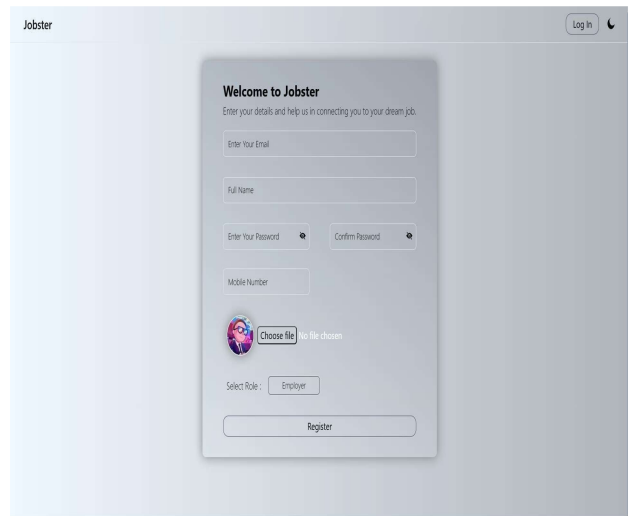 Jobster
Log In
Welcome to Jobster
Enter your details and help us in connecting you to your dream job.
Enter Your Email
Full Name
Enter Your Password
Confirm Password
Mobile Number
Choose file No file chosen
Select Role : Employer
Register